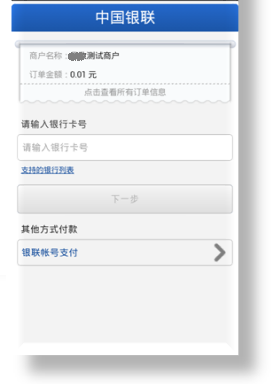 中国银联
商户名称：测试商户
订单金额：0.01 元
点击查看所有订单信息
请输入银行卡号
请输入银行卡号
支持的银行列表
下一步
其他方式付款
银联帐号支付